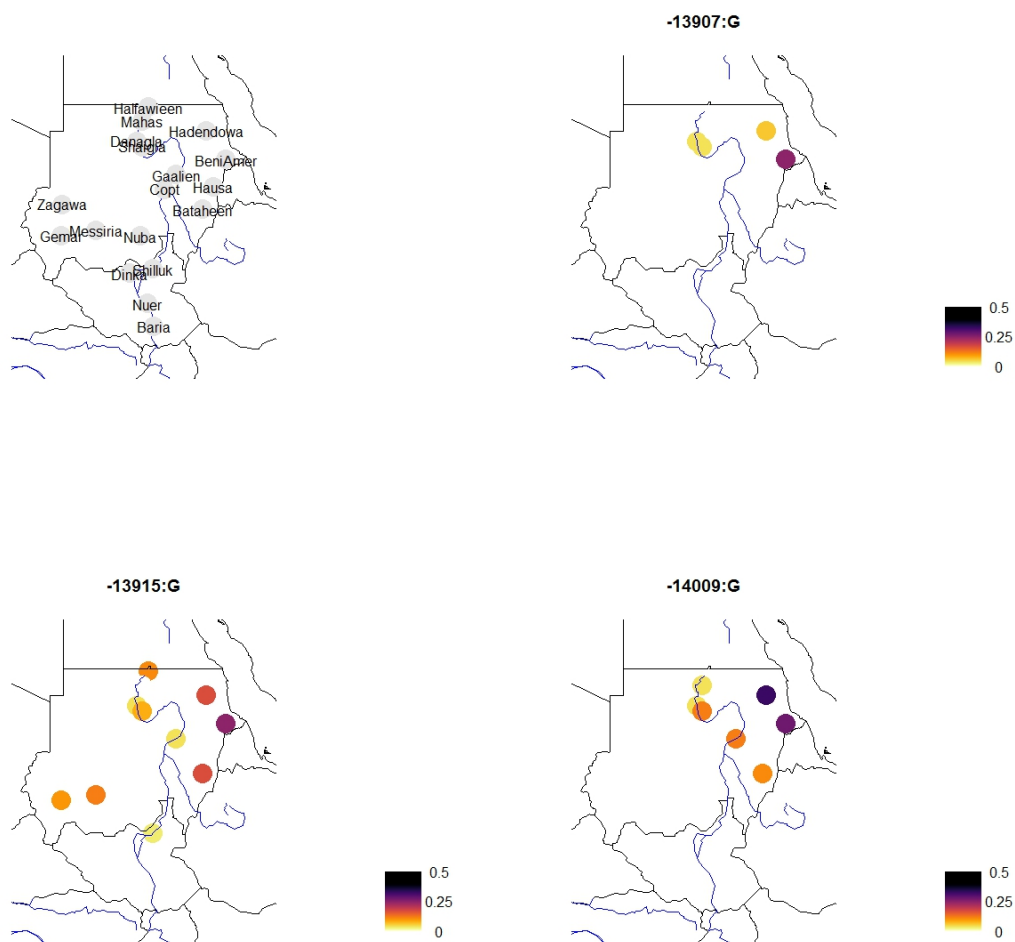 -13907:G
Halfawieen
Mahas
Hadendowa
Danagla
Shaigia
BeniAmer
Gaalien
Copt
Hausa
Zagawa
Bataheen
Messiria
Gemar
Nuba
Shilluk
Dinka
Nuer
Baria
0.5
0.25
0
-13915:G
-14009:G
0.5
0.25
0
0.5
0.25
0